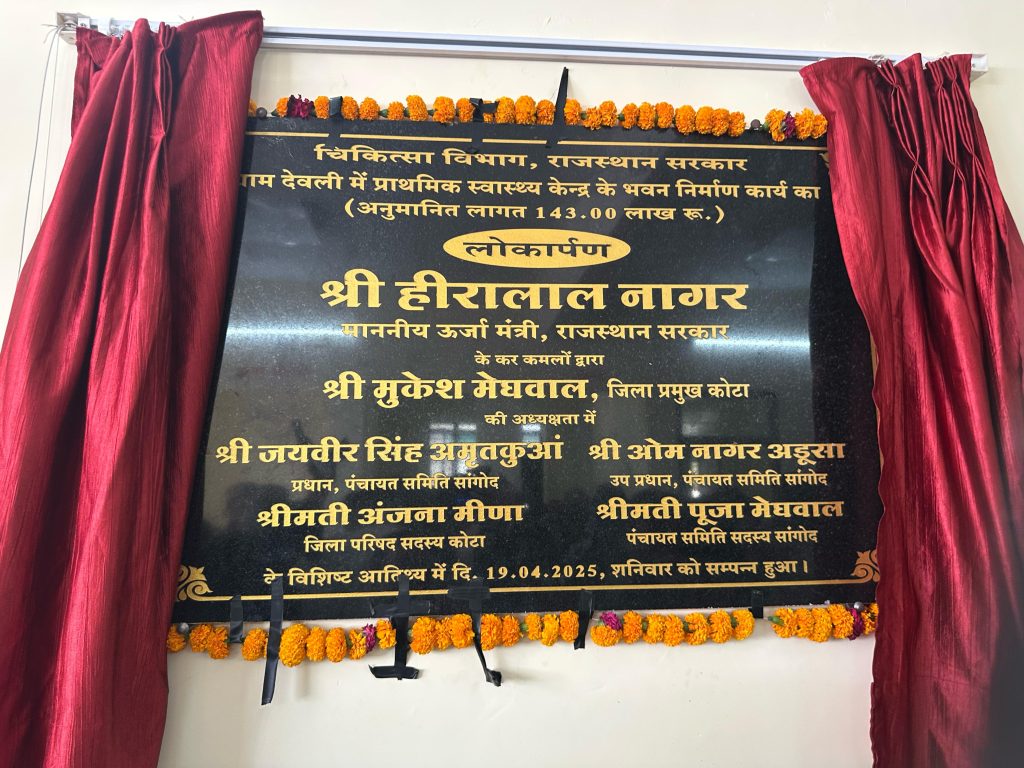 चिकित्सा विभाग, राजस्थान सरकार
देवली में प्राथमिक स्वास्थ्य केन्द्र के भवन निर्माण कार्य का
(अनुमानित लागत 143.00 लाख रू.)
लोकार्पण
श्री हीरालाल नागर
माननीय ऊर्जा मंत्री, राजस्थान सरकार
के कर कमलों द्वारा
श्री मुकेश मेघवाल, जिला प्रमुख कोटा
की अध्यक्षता में
श्री जयवीर सिंह अमृतकुआं श्री ओम नागर अडूसा
प्रधान, पंचायत समिति सांगोद उप प्रधान, पंचायत समिति सांगोद
श्रीमती अंजना मीणा श्रीमती पूजा मेघवाल
जिला परिषद सदस्य कोटा पंचायत समिति सदस्य सांगोद
के विशिष्ट आतिथ्य में दि. 19.04.2025, शनिवार को सम्पन्न हुआ।